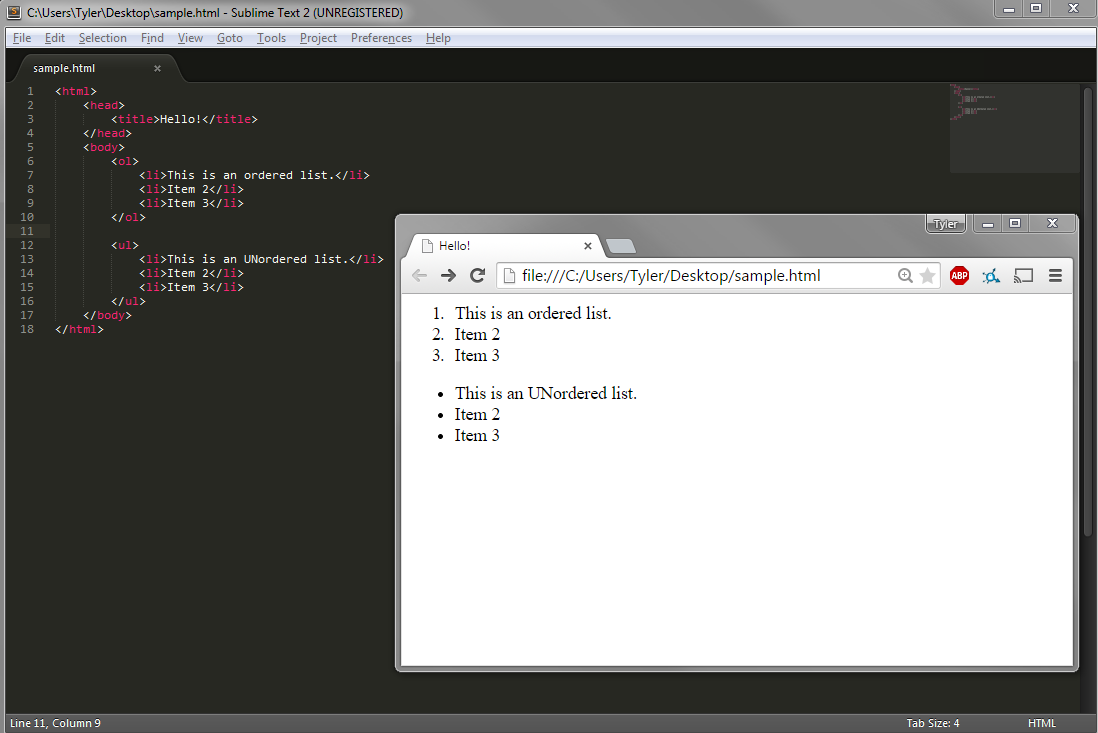 C:\Users\Tyler\Desktop\sample.html - Sublime Text 2 (UNREGISTERED)
File Edit Selection Find View Goto Tools Project Preferences Help
sample.html ×
1 <html>
2 <head>
3 <title>Hello!</title>
4 </head>
5 <body>
6 <ol>
7 <li>This is an ordered list.</li>
8 <li>Item 2</li>
9 <li>Item 3</li>
10 </ol>
11
12 <ul>
13 <li>This is an UNordered list.</li>
14 <li>Item 2</li>
15 <li>Item 3</li>
16 </ul>
17 </body>
18 </html>
Tyler
Hello! ×
file:///C:/Users/Tyler/Desktop/sample.html ABP
1. This is an ordered list.
2. Item 2
3. Item 3
• This is an UNordered list.
• Item 2
• Item 3
Line 11, Column 9 Tab Size: 4 HTML